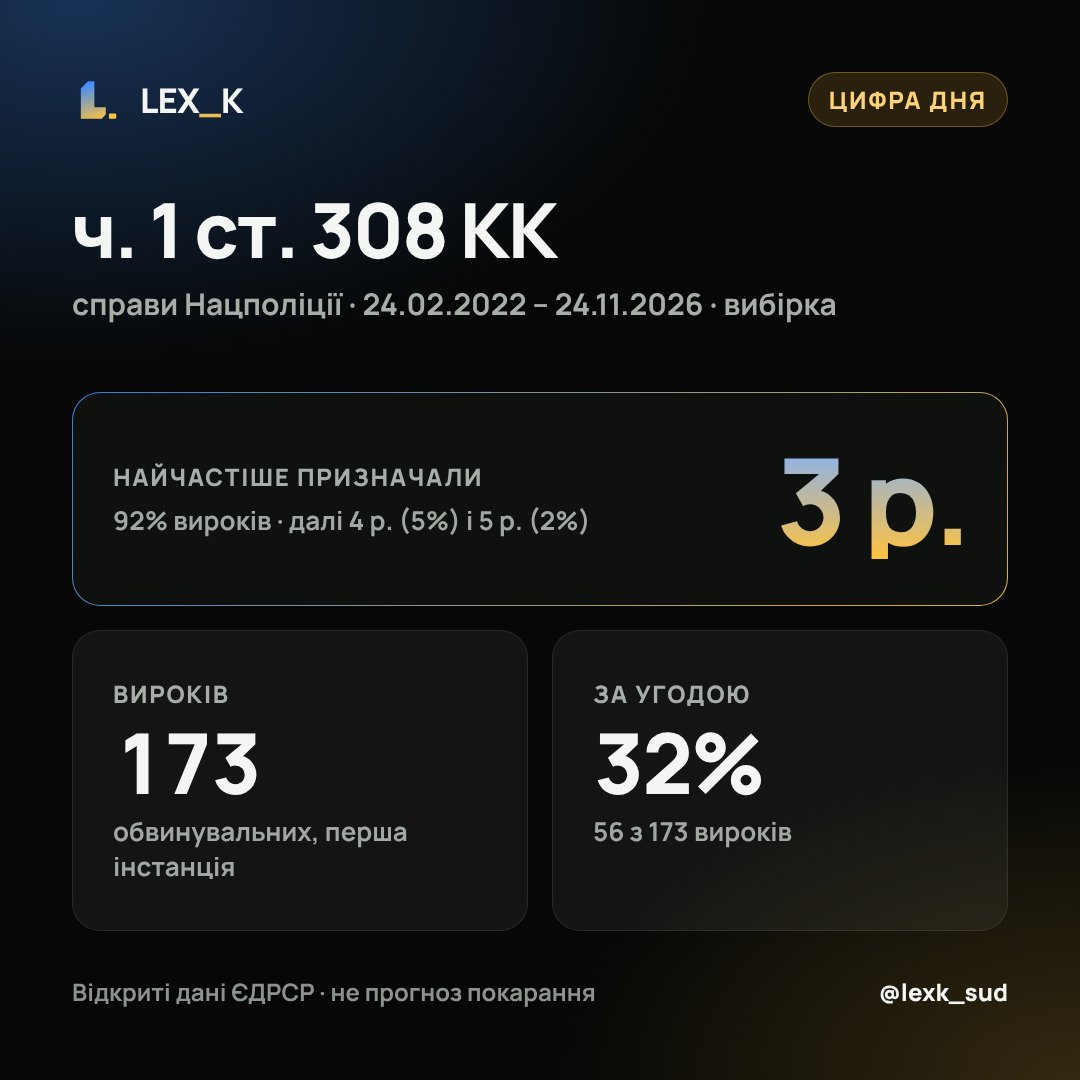 LEX_K
ЦИФРА ДНЯ
ч. 1 ст. 308 КК
справи Нацполіції · 24.02.2022 – 24.11.2026 · вибірка
НАЙЧАСТІШЕ ПРИЗНАЧАЛИ
92% вироків · далі 4 р. (5%) і 5 р. (2%)
3 р.
ВИРОКІВ
173
обвинувальних, перша
інстанція
ЗА УГОДОЮ
32%
56 з 173 вироків
Відкриті дані ЄДРСР · не прогноз покарання
@lexk_sud